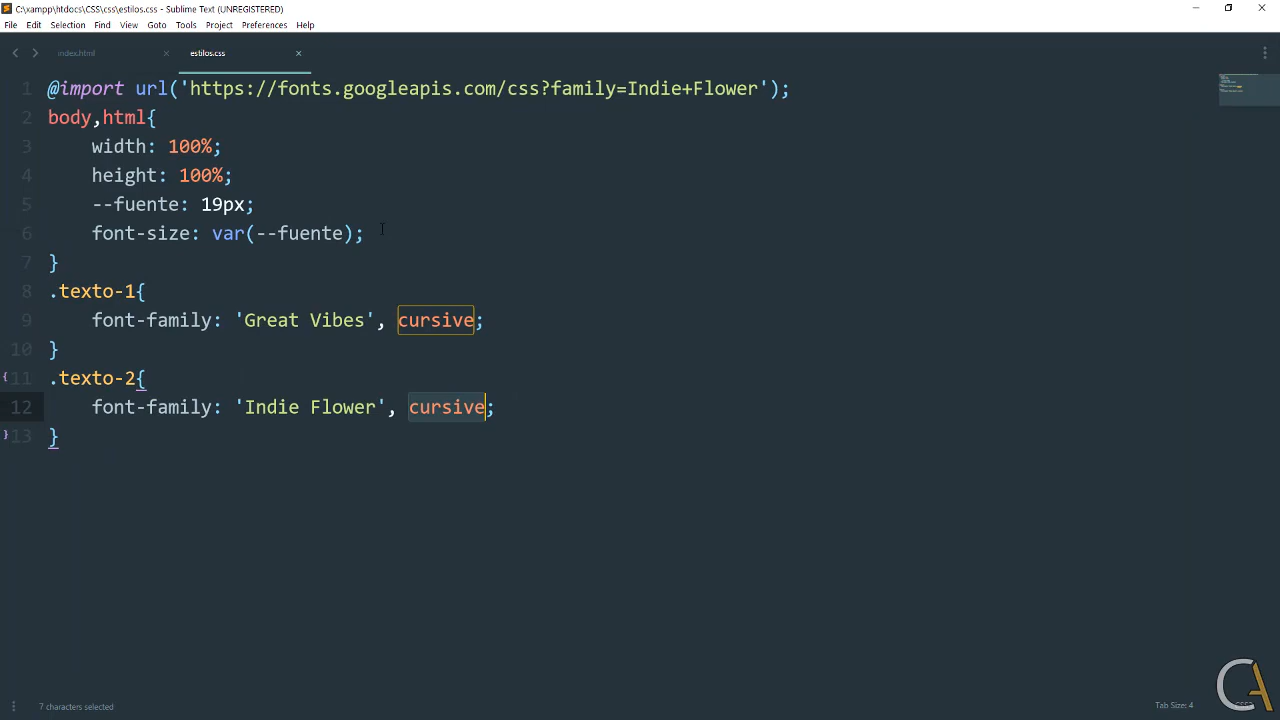 C:\xampp\htdocs\CSS\css\estilos.css - Sublime Text (UNREGISTERED)
File Edit Selection Find View Goto Tools Project Preferences Help
index.html
estilos.css
1 @import url('https://fonts.googleapis.com/css?family=Indie+Flower');
2 body,html{
3 width: 100%;
4 height: 100%;
5 --fuente: 19px;
6 font-size: var(--fuente);
7 }
8 .texto-1{
9 font-family: 'Great Vibes', cursive;
10 }
11 .texto-2{
12 font-family: 'Indie Flower', cursive;
13 }
7 characters selected
Tab Size: 4
CA